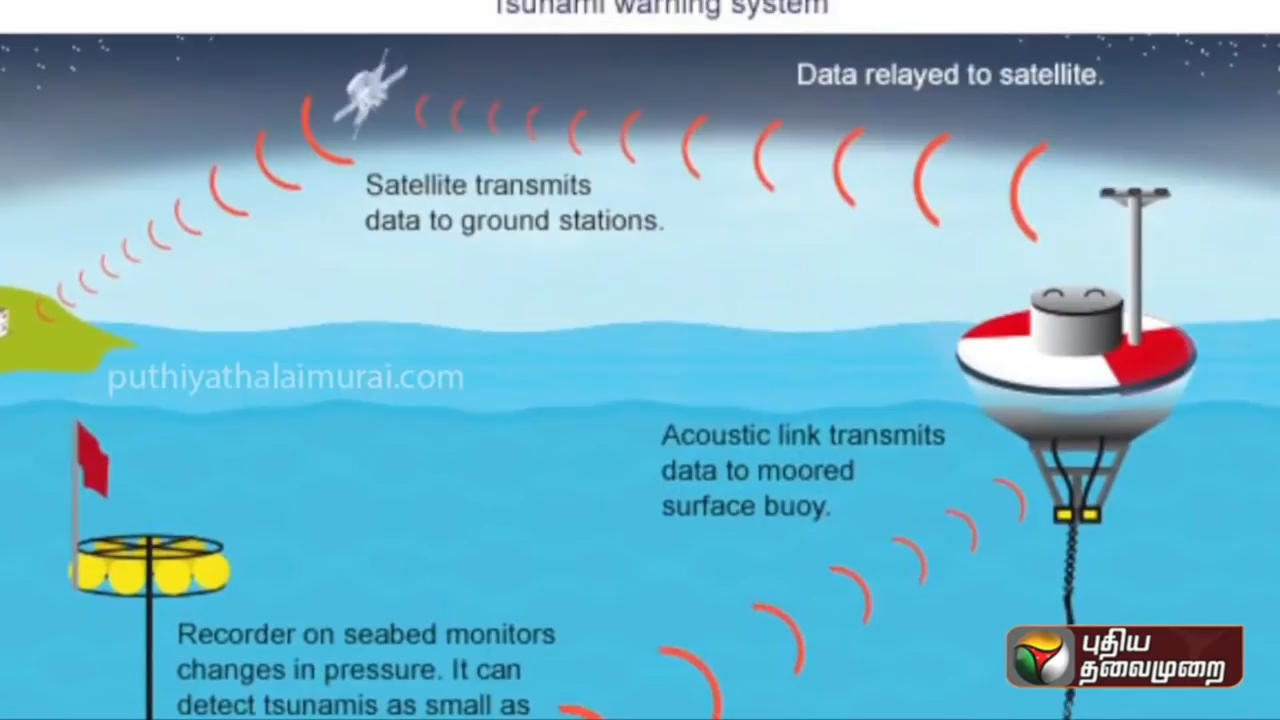 Tsunami warning system
Data relayed to satellite.
Satellite transmits
data to ground stations.
puthiyathalaimurai.com
Acoustic link transmits
data to moored
surface buoy.
Recorder on seabed monitors
changes in pressure. It can
detect tsunamis as small as
புதிய
தலைமுறை